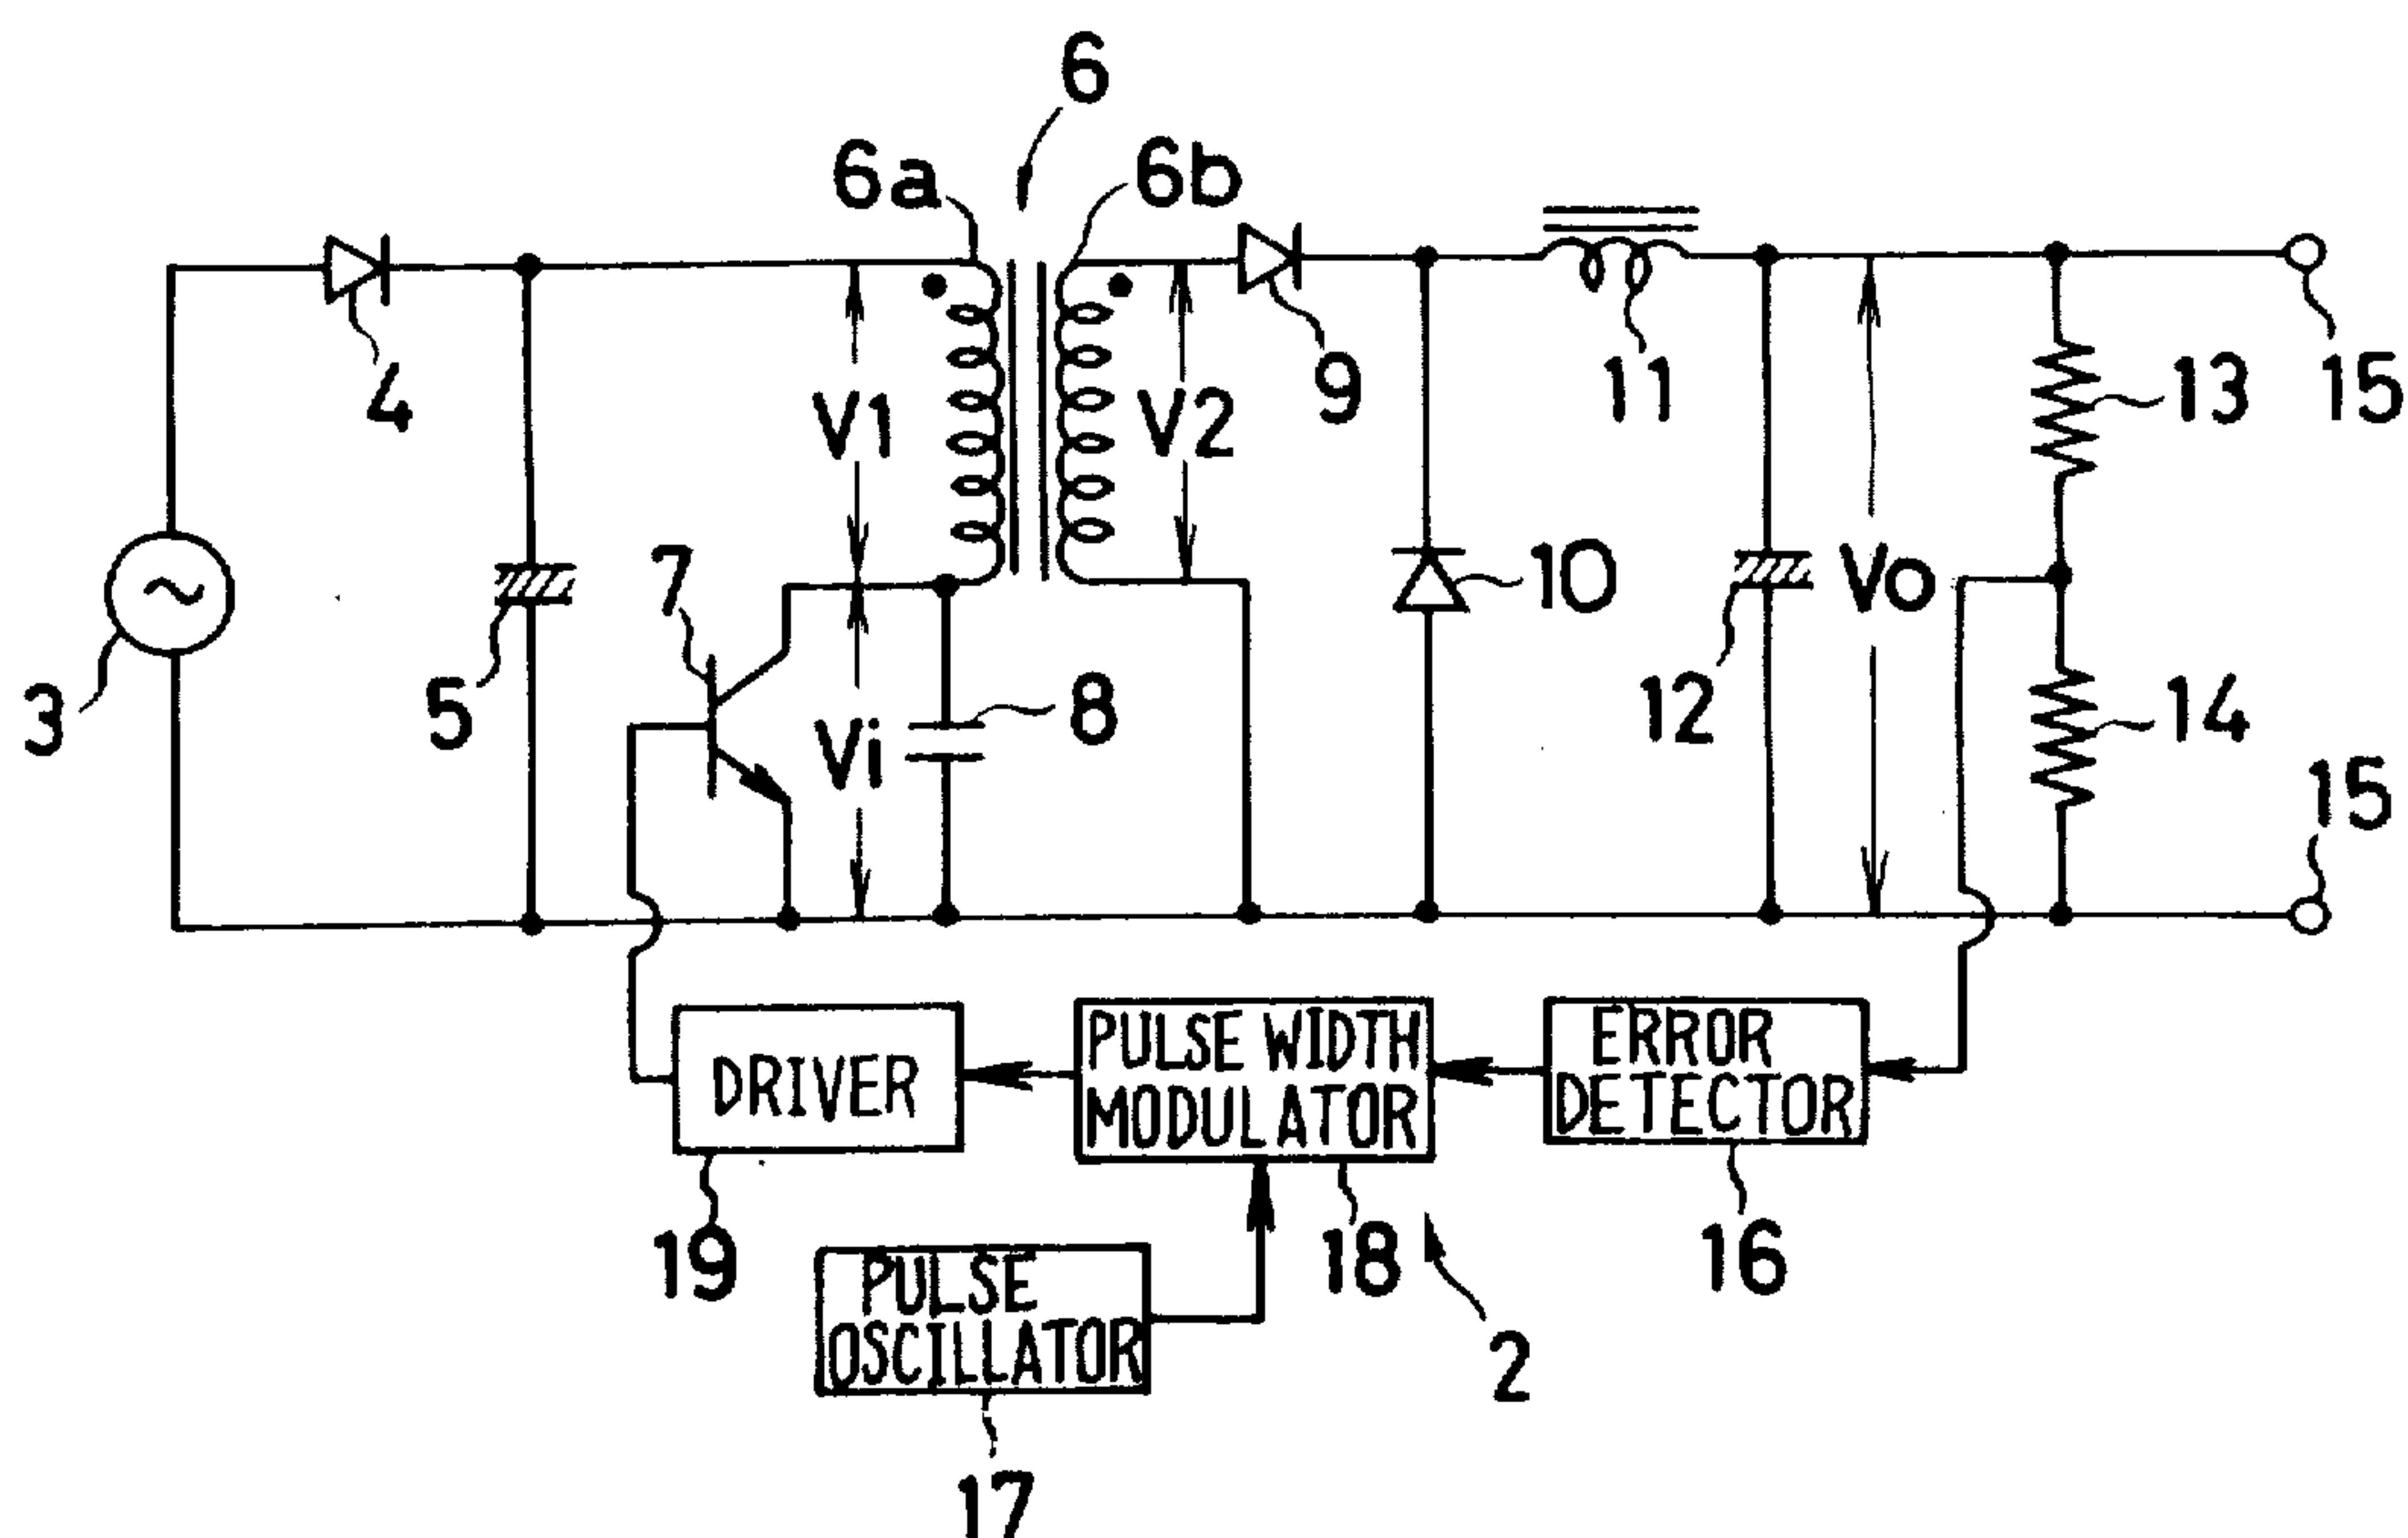 6
6a
6b
4
V1
V2
9
11
13
15
7
10
Vo
3
5
Vi
8
12
14
15
DRIVER
PULSE WIDTH
MODULATOR
ERROR
DETECTOR
19
18
16
PULSE
OSCILLATOR
2
17